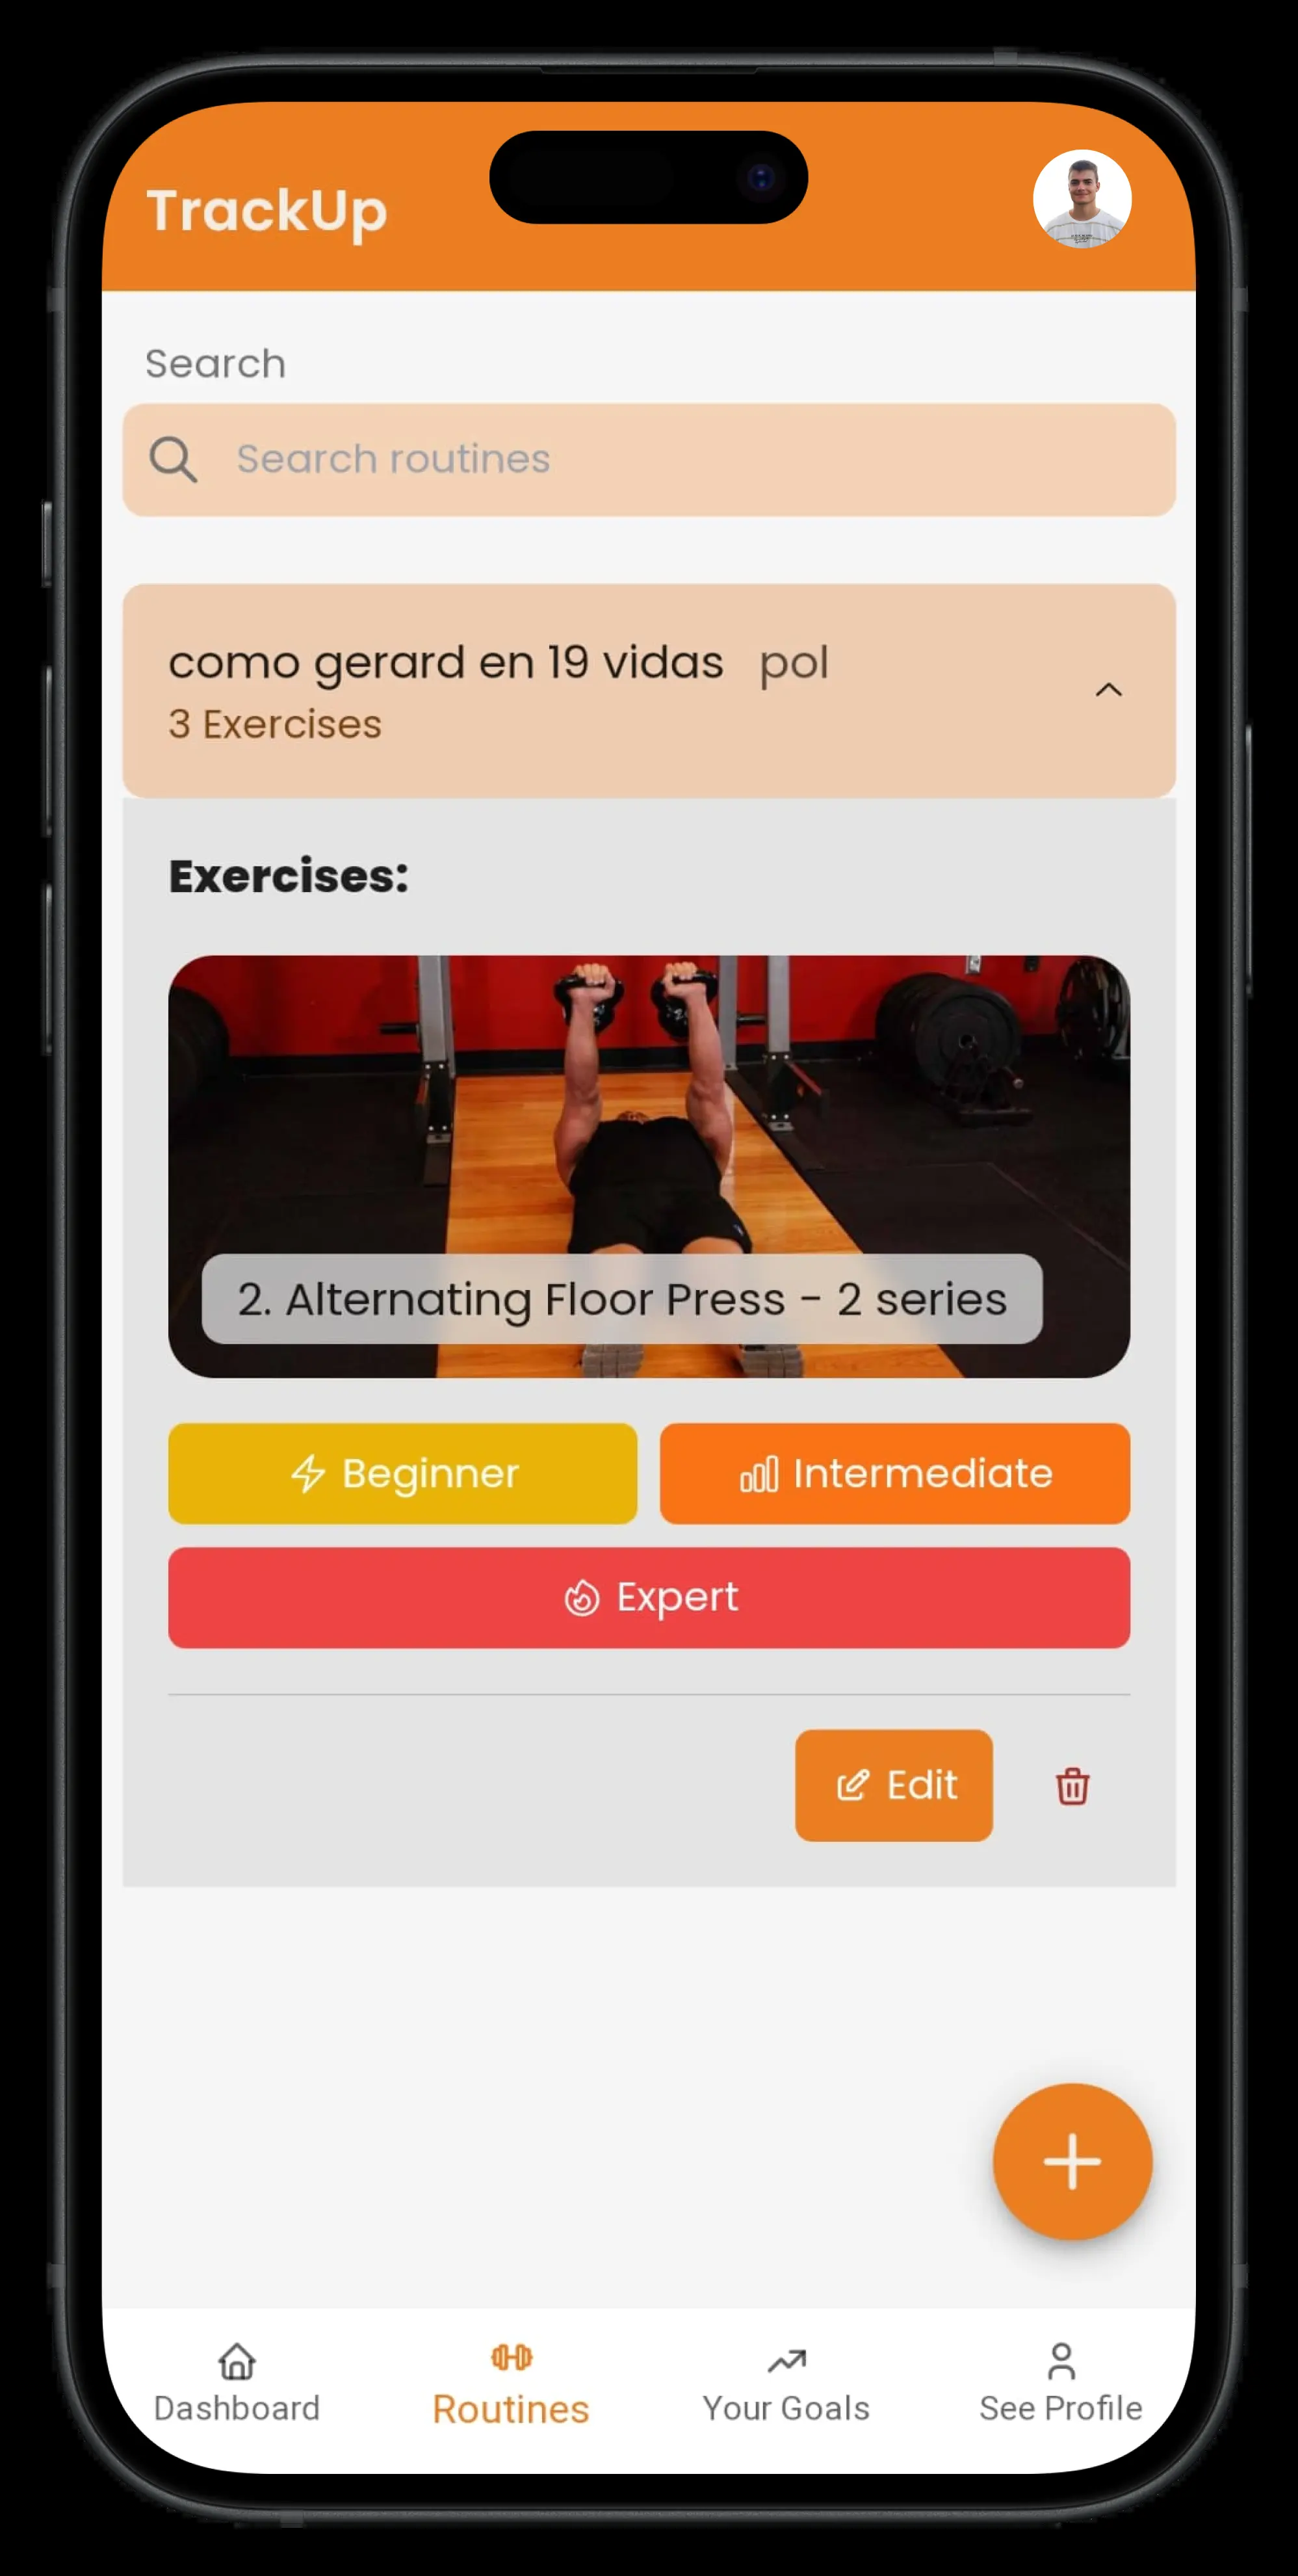 TrackUp
Search
Search routines
como gerard en 19 vidas pol
3 Exercises
Exercises:
2. Alternating Floor Press - 2 series
Beginner
Intermediate
Expert
Edit
Dashboard
Routines
Your Goals
See Profile